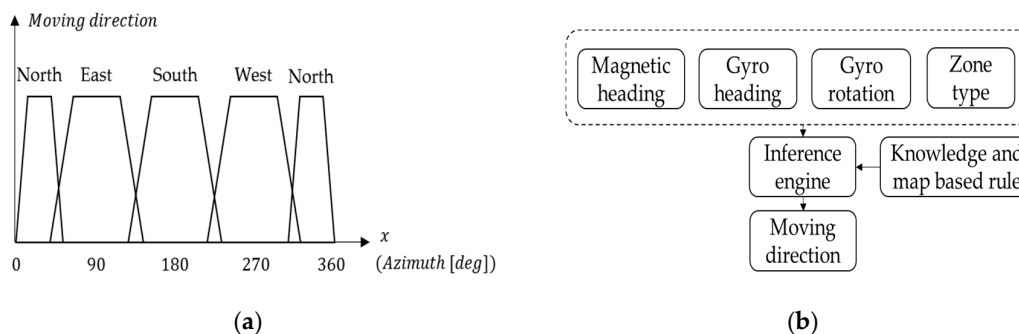 Moving direction
North East South West North
x
0 90 180 270 360 (Azimuth [deg])
(a)
Magnetic
heading
Gyro
heading
Gyro
rotation
Zone
type
Inference
engine
Knowledge and
map based rule
Moving
direction
(b)